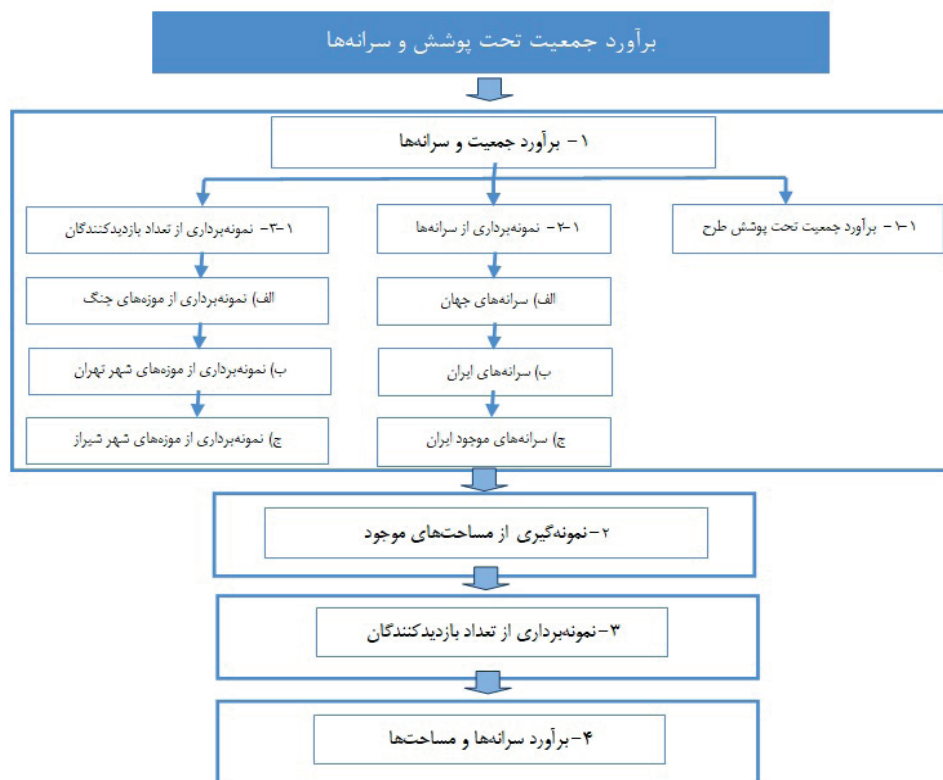 برآورد جمعیت تحت پوشش و سرانه‌ها
۱- برآورد جمعیت و سرانه‌ها
۱-۱- برآورد جمعیت تحت پوشش طرح
۲-۱- نمونه‌برداری از سرانه‌ها
۱-۳- نمونه‌برداری از تعداد بازدیدکنندگان
الف) سرانه‌های جهان
الف) نمونه‌برداری از موزه‌های جنگ
ب) سرانه‌های ایران
ب) نمونه‌برداری از موزه‌های شهر تهران
ج) سرانه‌های موجود ایران
ج) نمونه‌برداری از موزه‌های شهر شیراز
۲-نمونه‌گیری از مساحت‌های موجود
۳-نمونه‌برداری از تعداد بازدیدکنندگان
۴-برآورد سرانه‌ها و مساحت‌ها